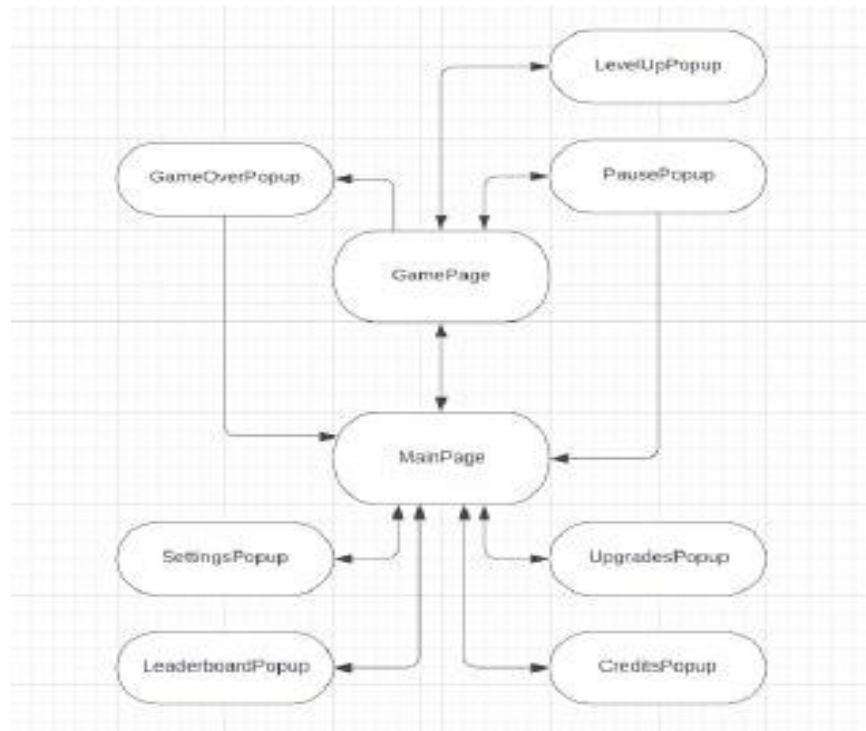 LevelUpPopup
GameOverPopup
PausePopup
GamePage
MainPage
SettingsPopup
UpgradesPopup
LeaderboardPopup
CreditsPopup